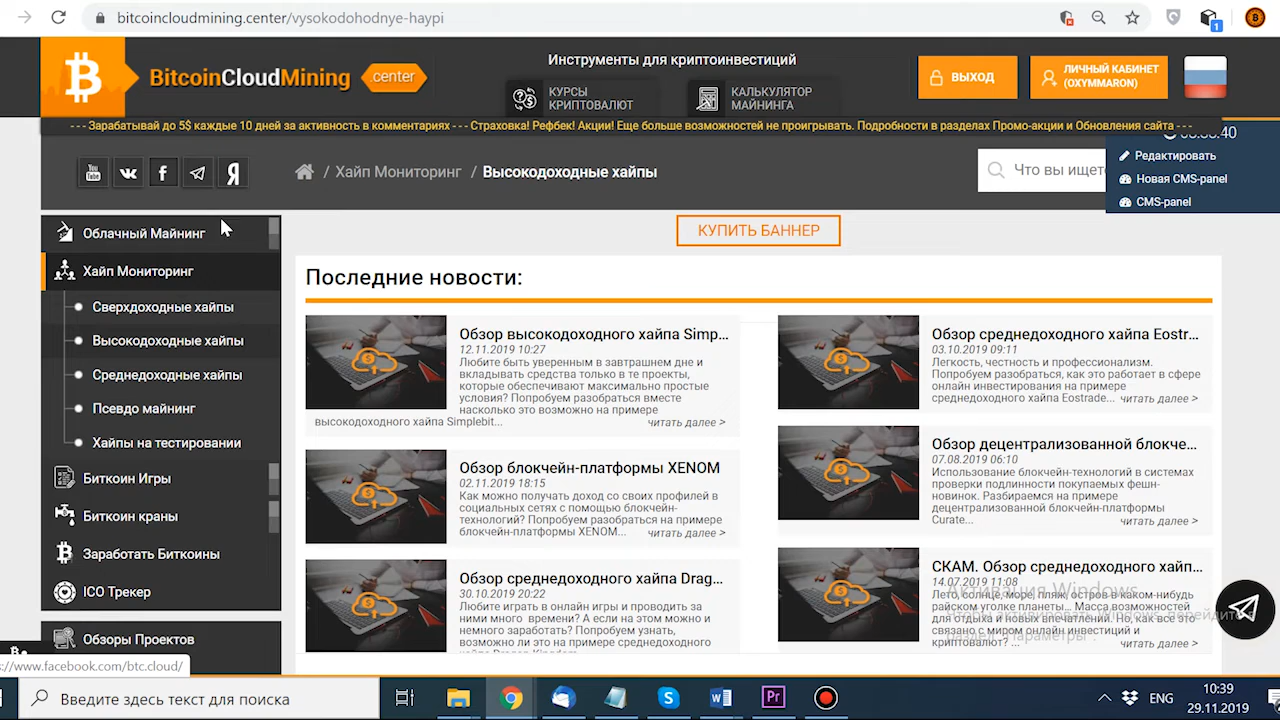 bitcoincloudmining.center/vysokodohodnye-haypi
1
BitcoinCloudMining center
Инструменты для криптоинвестиций
КУРСЫ
КРИПТОВАЛЮТ
КАЛЬКУЛЯТОР
МАЙНИНГА
ВЫХОД
ЛИЧНЫЙ КАБИНЕТ
(OXYMMARON)
- - - Зарабатывай до 5$ каждые 10 дней за активность в комментариях - - - Страховка! Рефбек! Акции! Еще больше возможностей не проигрывать. Подробности в разделах Промо-акции и Обновления сайта - - -
You
Tube
Я
/ Хайп Мониторинг / Высокодоходные хайпы
Что вы ищет
Редактировать
Новая CMS-panel
CMS-panel
Облачный Майнинг
Хайп Мониторинг
Сверхдоходные хайпы
Высокодоходные хайпы
Среднедоходные хайпы
Псевдо майнинг
Хайпы на тестировании
Биткоин Игры
Биткоин краны
Заработать Биткоины
ICO Трекер
Обзоры Проектов
КУПИТЬ БАННЕР
Последние новости:
Обзор высокодоходного хайпа Simp...
12.11.2019 10:27
Любите быть уверенным в завтрашнем дне и
вкладывать средства только в те проекты,
которые обеспечивают максимально простые
условия? Попробуем разобраться вместе
насколько это возможно на примере
высокодоходного хайпа Simplebit...
читать далее >
Обзор блокчейн-платформы XENOM
02.11.2019 18:15
Как можно получать доход со своих профилей в
социальных сетях с помощью блокчейн-
технологий? Попробуем разобраться на примере
блокчейн-платформы XENOM...
читать далее >
Обзор среднедоходного хайпа Drag...
30.10.2019 20:22
Любите играть в онлайн игры и проводить за
ними много времени? А если на этом можно и
немного заработать? Попробуем узнать,
возможно ли это на примере среднедоходного
хайпа Dragon Kingdom
Обзор среднедоходного хайпа Eostr...
03.10.2019 09:11
Легкость, честность и профессионализм.
Попробуем разобраться, как это работает в сфере
онлайн инвестирования на примере
среднедоходного хайпа Eostrade...
читать далее >
Обзор децентрализованной блокче...
07.08.2019 06:10
Использование блокчейн-технологий в системах
проверки подлинности покупаемых фешн-
новинок. Разбираемся на примере
децентрализованной блокчейн-платформы
Curate...
читать далее >
СКАМ. Обзор среднедоходного хайп...
14.07.2019 11:08
Лето, солнце, море, пляж, остров в каком-нибудь
райском уголке планеты... Масса возможностей
для отдыха и новых впечатлений. Но, как все это
связано с миром онлайн инвестиций и
криптовалют? ...
читать далее >
Активация Windows
Чтобы активировать Windows, перейдите
параметры
://www.facebook.com/btc.cloud/
Введите здесь текст для поиска
ENG
10:39
29.11.2019